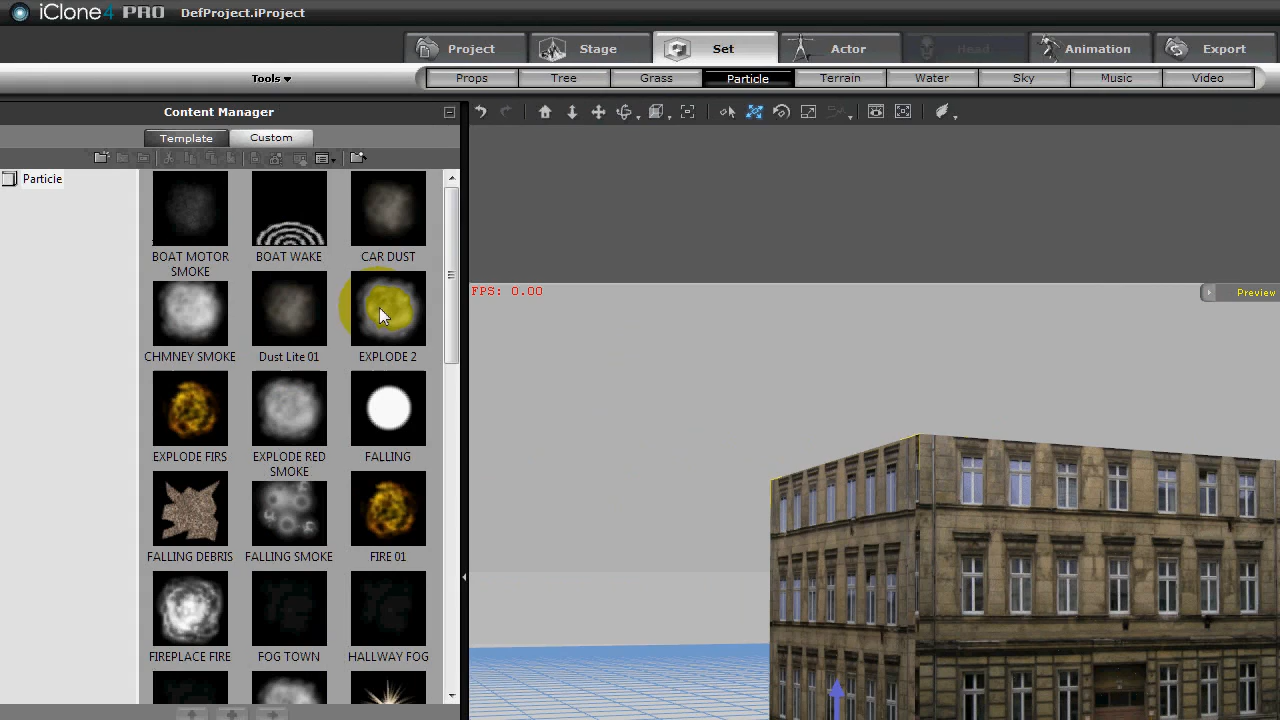 iClone4 PRO DefProject.iProject
Project Stage Set Actor Head Animation Export
Tools Props Tree Grass Particle Terrain Water Sky Music Video
Content Manager
Template Custom
Particle
BOAT MOTOR SMOKE
BOAT WAKE
CAR DUST
FPS: 0.00
Preview
CHMNEY SMOKE
Dust Lite 01
EXPLODE 2
EXPLODE FIRS
EXPLODE RED SMOKE
FALLING
FALLING DEBRIS
FALLING SMOKE
FIRE 01
FIREPLACE FIRE
FOG TOWN
HALLWAY FOG